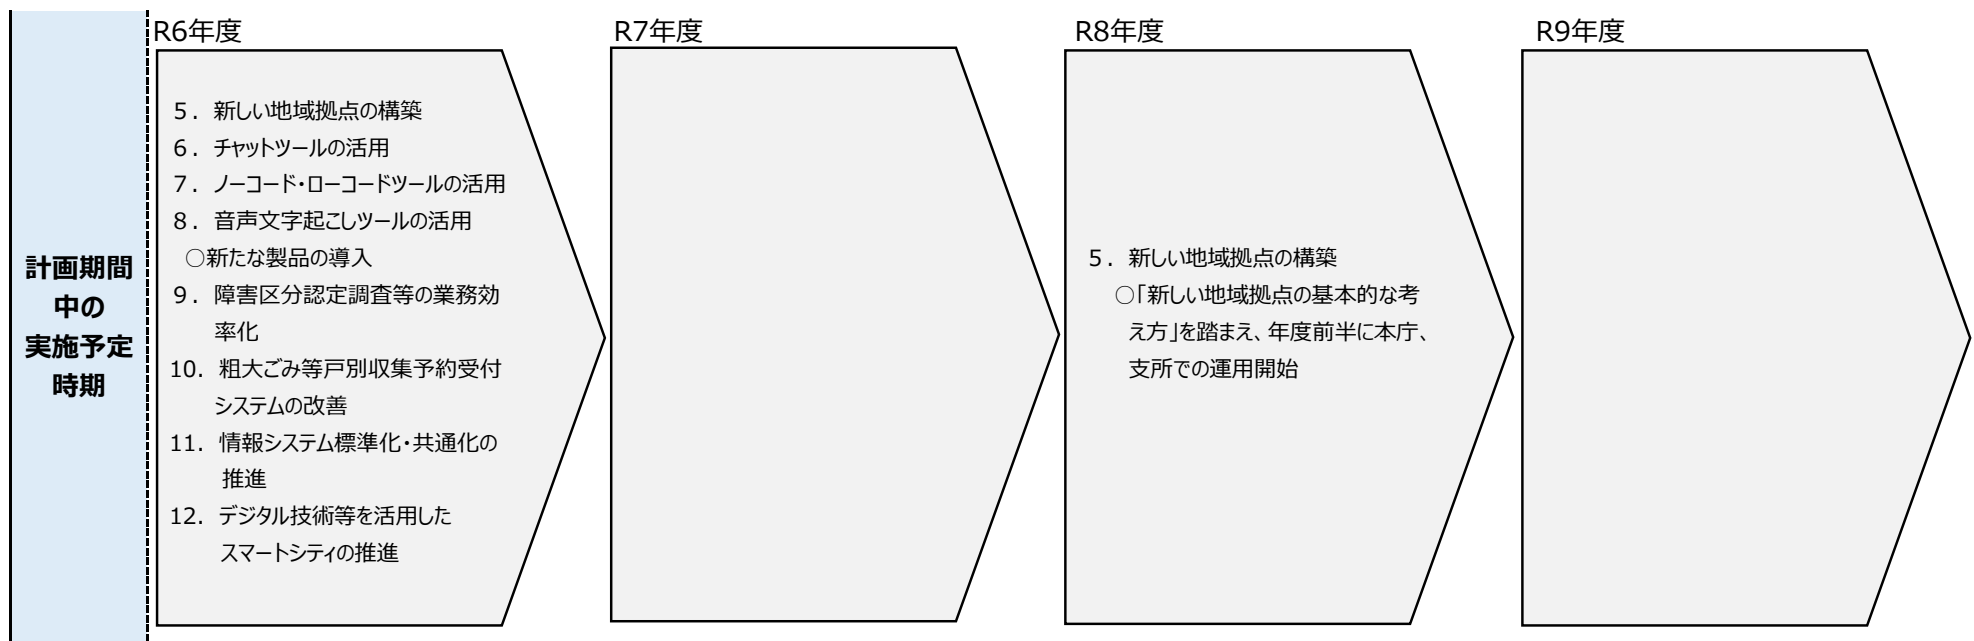 計画期間
中の
実施予定
時期
R6年度
5．新しい地域拠点の構築
6．チャットツールの活用
7．ノーコード・ローコードツールの活用
8．音声文字起こしツールの活用
○新たな製品の導入
9．障害区分認定調査等の業務効
率化
10．粗大ごみ等戸別収集予約受付
システムの改善
11．情報システム標準化・共通化の
推進
12．デジタル技術等を活用した
スマートシティの推進
R7年度
R8年度
5．新しい地域拠点の構築
○「新しい地域拠点の基本的な考
え方」を踏まえ、年度前半に本庁、
支所での運用開始
R9年度